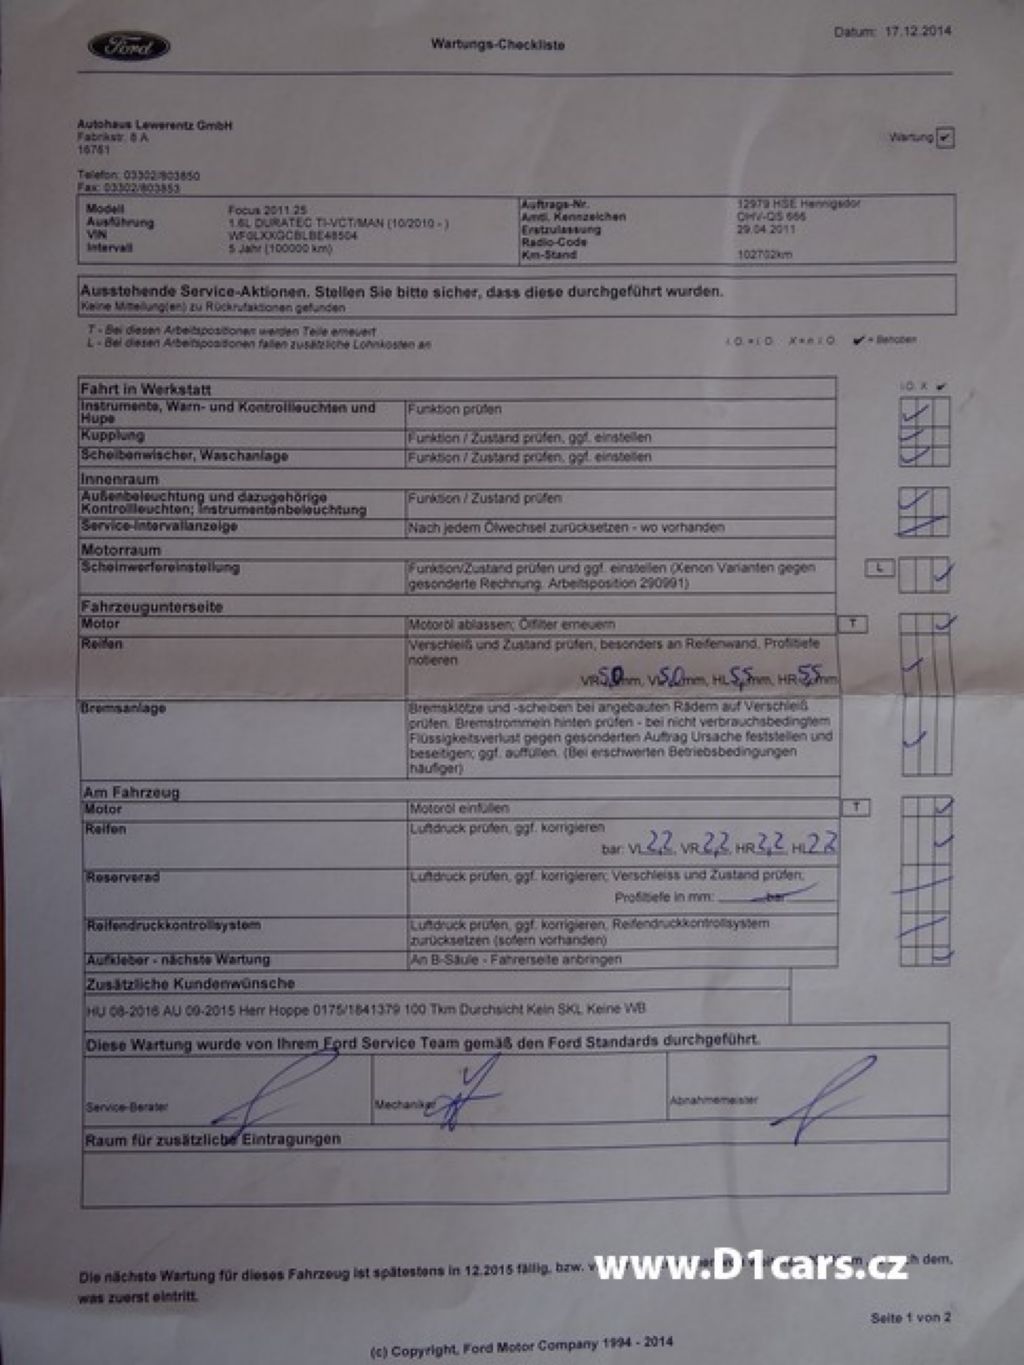 Ford
Wartungs-Checkliste
Datum: 17.12.2014
Autohaus Lewerentz GmbH
Fabrikstr. 8 A
16761
Wartung ✔
Telefon: 03302/803850
Fax: 03302/803853
Modell Focus 2011.25
Ausführung 1.6L DURATEC TI-VCT/MAN (10/2010 - )
VIN
Intervall 5 Jahr (100000 km)
Auftrags-Nr. 12979 HSE Hennigsdor
Amtl. Kennzeichen OHV-QS 666
Erstzulassung 29.04.2011
Radio-Code
Km-Stand 102702km
Ausstehende Service-Aktionen. Stellen Sie bitte sicher, dass diese durchgeführt wurden.
Keine Mitteilung(en) zu Rückrufaktionen gefunden
T - Bei diesen Arbeitspositionen werden Teile erneuert
L - Bei diesen Arbeitspositionen fallen zusätzliche Lohnkosten an
i.O.=i.O. X=n.i.O. ✔ = Behoben
Fahrt in Werkstatt i.O. X ✔
Instrumente, Warn- und Kontrollleuchten und Funktion prüfen
Hupe
Kupplung Funktion / Zustand prüfen, ggf. einstellen
Scheibenwischer, Waschanlage Funktion / Zustand prüfen, ggf. einstellen
Innenraum
Außenbeleuchtung und dazugehörige Funktion / Zustand prüfen
Kontrollleuchten; Instrumentenbeleuchtung
Service-Intervallanzeige Nach jedem Ölwechsel zurücksetzen - wo vorhanden
Motorraum
Scheinwerfereinstellung Funktion/Zustand prüfen und ggf. einstellen (Xenon Varianten gegen L
gesonderte Rechnung. Arbeitsposition 290991)
Fahrzeugunterseite
Motor Motoröl ablassen; Ölfilter erneuern T
Reifen Verschleiß und Zustand prüfen, besonders an Reifenwand, Profiltiefe
notieren
VR 5,0 mm, VL 5,0 mm, HL 5,5 mm, HR 5,5 mm
Bremsanlage Bremsklötze und -scheiben bei angebauten Rädern auf Verschleiß
prüfen. Bremstrommeln hinten prüfen - bei nicht verbrauchsbedingtem
Flüssigkeitsverlust gegen gesonderten Auftrag Ursache feststellen und
beseitigen; ggf. auffüllen. (Bei erschwerten Betriebsbedingungen
häufiger)
Am Fahrzeug
Motor Motoröl einfüllen T
Reifen Luftdruck prüfen, ggf. korrigieren
bar: VL 2,2, VR 2,2, HR 2,2, HL 2,2
Reserverad Luftdruck prüfen, ggf. korrigieren; Verschleiss und Zustand prüfen;
Profiltiefe in mm: bar
Reifendruckkontrollsystem Luftdruck prüfen, ggf. korrigieren, Reifendruckkontrollsystem
zurücksetzen (sofern vorhanden)
Aufkleber - nächste Wartung An B-Säule - Fahrerseite anbringen
Zusätzliche Kundenwünsche
HU 08-2016 AU 09-2015 Herr Hoppe 0175/1841379 100 Tkm Durchsicht Kein SKL Keine WB
Diese Wartung wurde von Ihrem Ford Service Team gemäß den Ford Standards durchgeführt.
Service-Berater Mechaniker Abnahmemeister
Raum für zusätzliche Eintragungen
Die nächste Wartung für dieses Fahrzeug ist spätestens in 12.2015 fällig, bzw. dem,
was zuerst eintritt.
www.D1cars.cz
Seite 1 von 2
(c) Copyright, Ford Motor Company 1994 - 2014